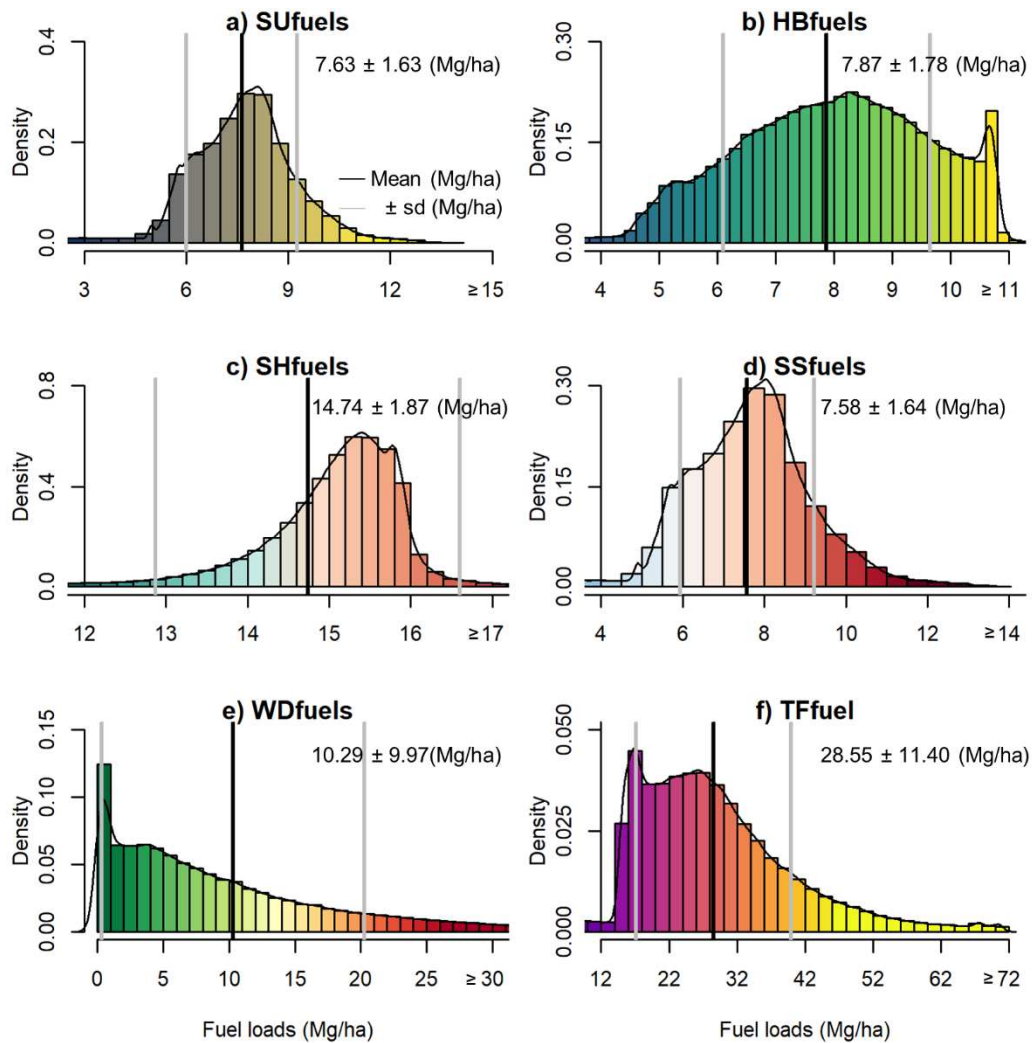 a) SUfuels
7.63 ± 1.63 (Mg/ha)
Density
0.0 0.2 0.4
Mean (Mg/ha)
± sd (Mg/ha)
3 6 9 12 ≥ 15
b) HBfuels
7.87 ± 1.78 (Mg/ha)
Density
0.00 0.15 0.30
4 5 6 7 8 9 10 ≥ 11
c) SHfuels
14.74 ± 1.87 (Mg/ha)
Density
0.0 0.4 0.8
12 13 14 15 16 ≥ 17
d) SSfuels
7.58 ± 1.64 (Mg/ha)
Density
0.00 0.15 0.30
4 6 8 10 12 ≥ 14
e) WDfuels
10.29 ± 9.97(Mg/ha)
Density
0.00 0.05 0.10 0.15
0 5 10 15 20 25 ≥ 30
Fuel loads (Mg/ha)
f) TFfuel
28.55 ± 11.40 (Mg/ha)
Density
0.000 0.025 0.050
12 22 32 42 52 62 ≥ 72
Fuel loads (Mg/ha)